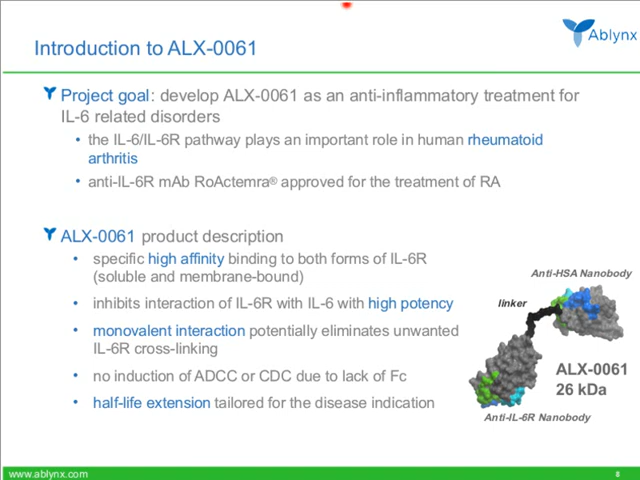 Introduction to ALX-0061
Ablynx
Project goal: develop ALX-0061 as an anti-inflammatory treatment for
IL-6 related disorders
• the IL-6/IL-6R pathway plays an important role in human rheumatoid
arthritis
• anti-IL-6R mAb RoActemra® approved for the treatment of RA
ALX-0061 product description
• specific high affinity binding to both forms of IL-6R
(soluble and membrane-bound)
• inhibits interaction of IL-6R with IL-6 with high potency
• monovalent interaction potentially eliminates unwanted
IL-6R cross-linking
• no induction of ADCC or CDC due to lack of Fc
• half-life extension tailored for the disease indication
Anti-HSA Nanobody
linker
ALX-0061
26 kDa
Anti-IL-6R Nanobody
www.ablynx.com
8